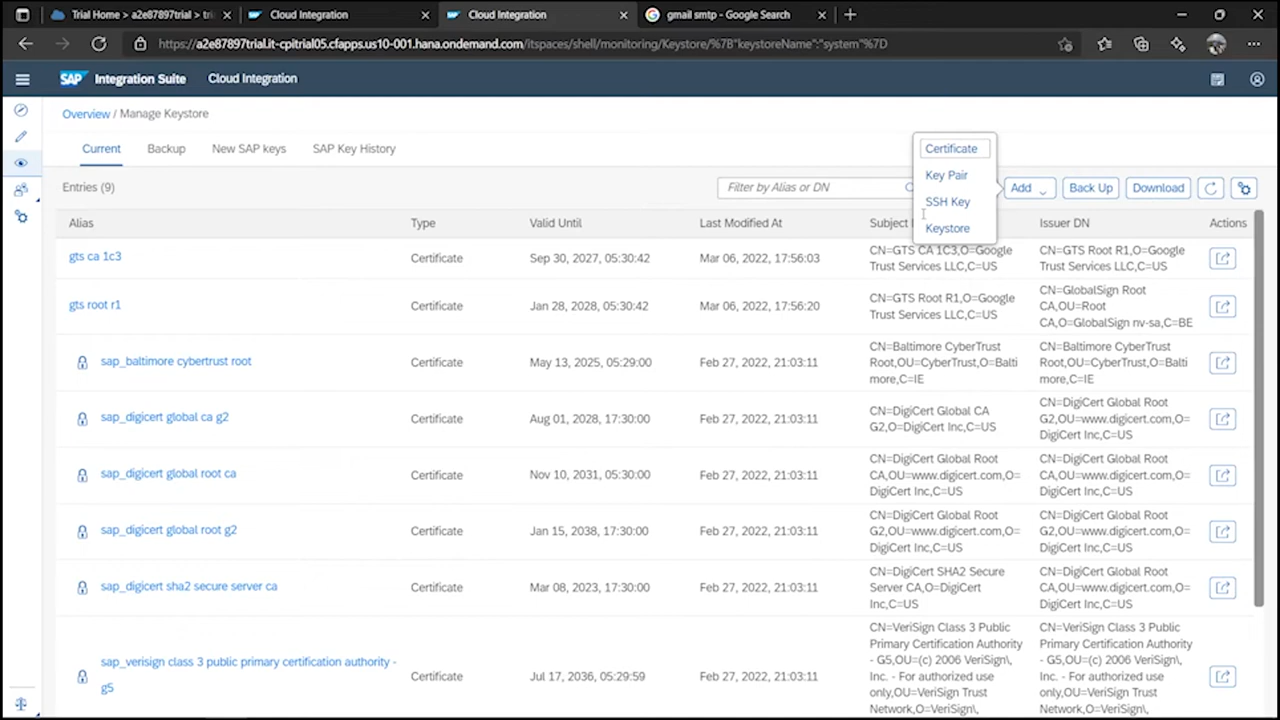 Trial Home > a2e87897trial > tri
Cloud Integration
Cloud Integration
gmail smtp - Google Search
https://a2e87897trial.it-cpitrial05.cfapps.us10-001.hana.ondemand.com/itspaces/shell/monitoring/Keystore/%7B"keystoreName":"system"%7D
SAP Integration Suite Cloud Integration
Overview / Manage Keystore
Current Backup New SAP keys SAP Key History
Certificate
Key Pair
SSH Key
Keystore
Entries (9) Filter by Alias or DN Add Back Up Download
Alias Type Valid Until Last Modified At Subject Issuer DN Actions
gts ca 1c3 Certificate Sep 30, 2027, 05:30:42 Mar 06, 2022, 17:56:03
CN=GTS CA 1C3,O=Google
Trust Services LLC,C=US
CN=GTS Root R1,O=Google
Trust Services LLC,C=US
gts root r1 Certificate Jan 28, 2028, 05:30:42 Mar 06, 2022, 17:56:20
CN=GTS Root R1,O=Google
Trust Services LLC,C=US
CN=GlobalSign Root
CA,OU=Root
CA,O=GlobalSign nv-sa,C=BE
sap_baltimore cybertrust root Certificate May 13, 2025, 05:29:00 Feb 27, 2022, 21:03:11
CN=Baltimore CyberTrust
Root,OU=CyberTrust,O=Balti
more,C=IE
CN=Baltimore CyberTrust
Root,OU=CyberTrust,O=Balti
more,C=IE
sap_digicert global ca g2 Certificate Aug 01, 2028, 17:30:00 Feb 27, 2022, 21:03:11
CN=DigiCert Global CA
G2,O=DigiCert Inc,C=US
CN=DigiCert Global Root
G2,OU=www.digicert.com,O=
DigiCert Inc,C=US
sap_digicert global root ca Certificate Nov 10, 2031, 05:30:00 Feb 27, 2022, 21:03:11
CN=DigiCert Global Root
CA,OU=www.digicert.com,O=
DigiCert Inc,C=US
CN=DigiCert Global Root
CA,OU=www.digicert.com,O=
DigiCert Inc,C=US
sap_digicert global root g2 Certificate Jan 15, 2038, 17:30:00 Feb 27, 2022, 21:03:11
CN=DigiCert Global Root
G2,OU=www.digicert.com,O=
DigiCert Inc,C=US
CN=DigiCert Global Root
G2,OU=www.digicert.com,O=
DigiCert Inc,C=US
sap_digicert sha2 secure server ca Certificate Mar 08, 2023, 17:30:00 Feb 27, 2022, 21:03:11
CN=DigiCert SHA2 Secure
Server CA,O=DigiCert
Inc,C=US
CN=DigiCert Global Root
CA,OU=www.digicert.com,O=
DigiCert Inc,C=US
sap_verisign class 3 public primary certification authority -
g5
Certificate Jul 17, 2036, 05:29:59 Feb 27, 2022, 21:03:11
CN=VeriSign Class 3 Public
Primary Certification Authority
- G5,OU=(c) 2006 VeriSign\,
Inc. - For authorized use
only,OU=VeriSign Trust
Network,O=VeriSign\,
CN=VeriSign Class 3 Public
Primary Certification Authority
- G5,OU=(c) 2006 VeriSign\,
Inc. - For authorized use
only,OU=VeriSign Trust
Network,O=VeriSign\,